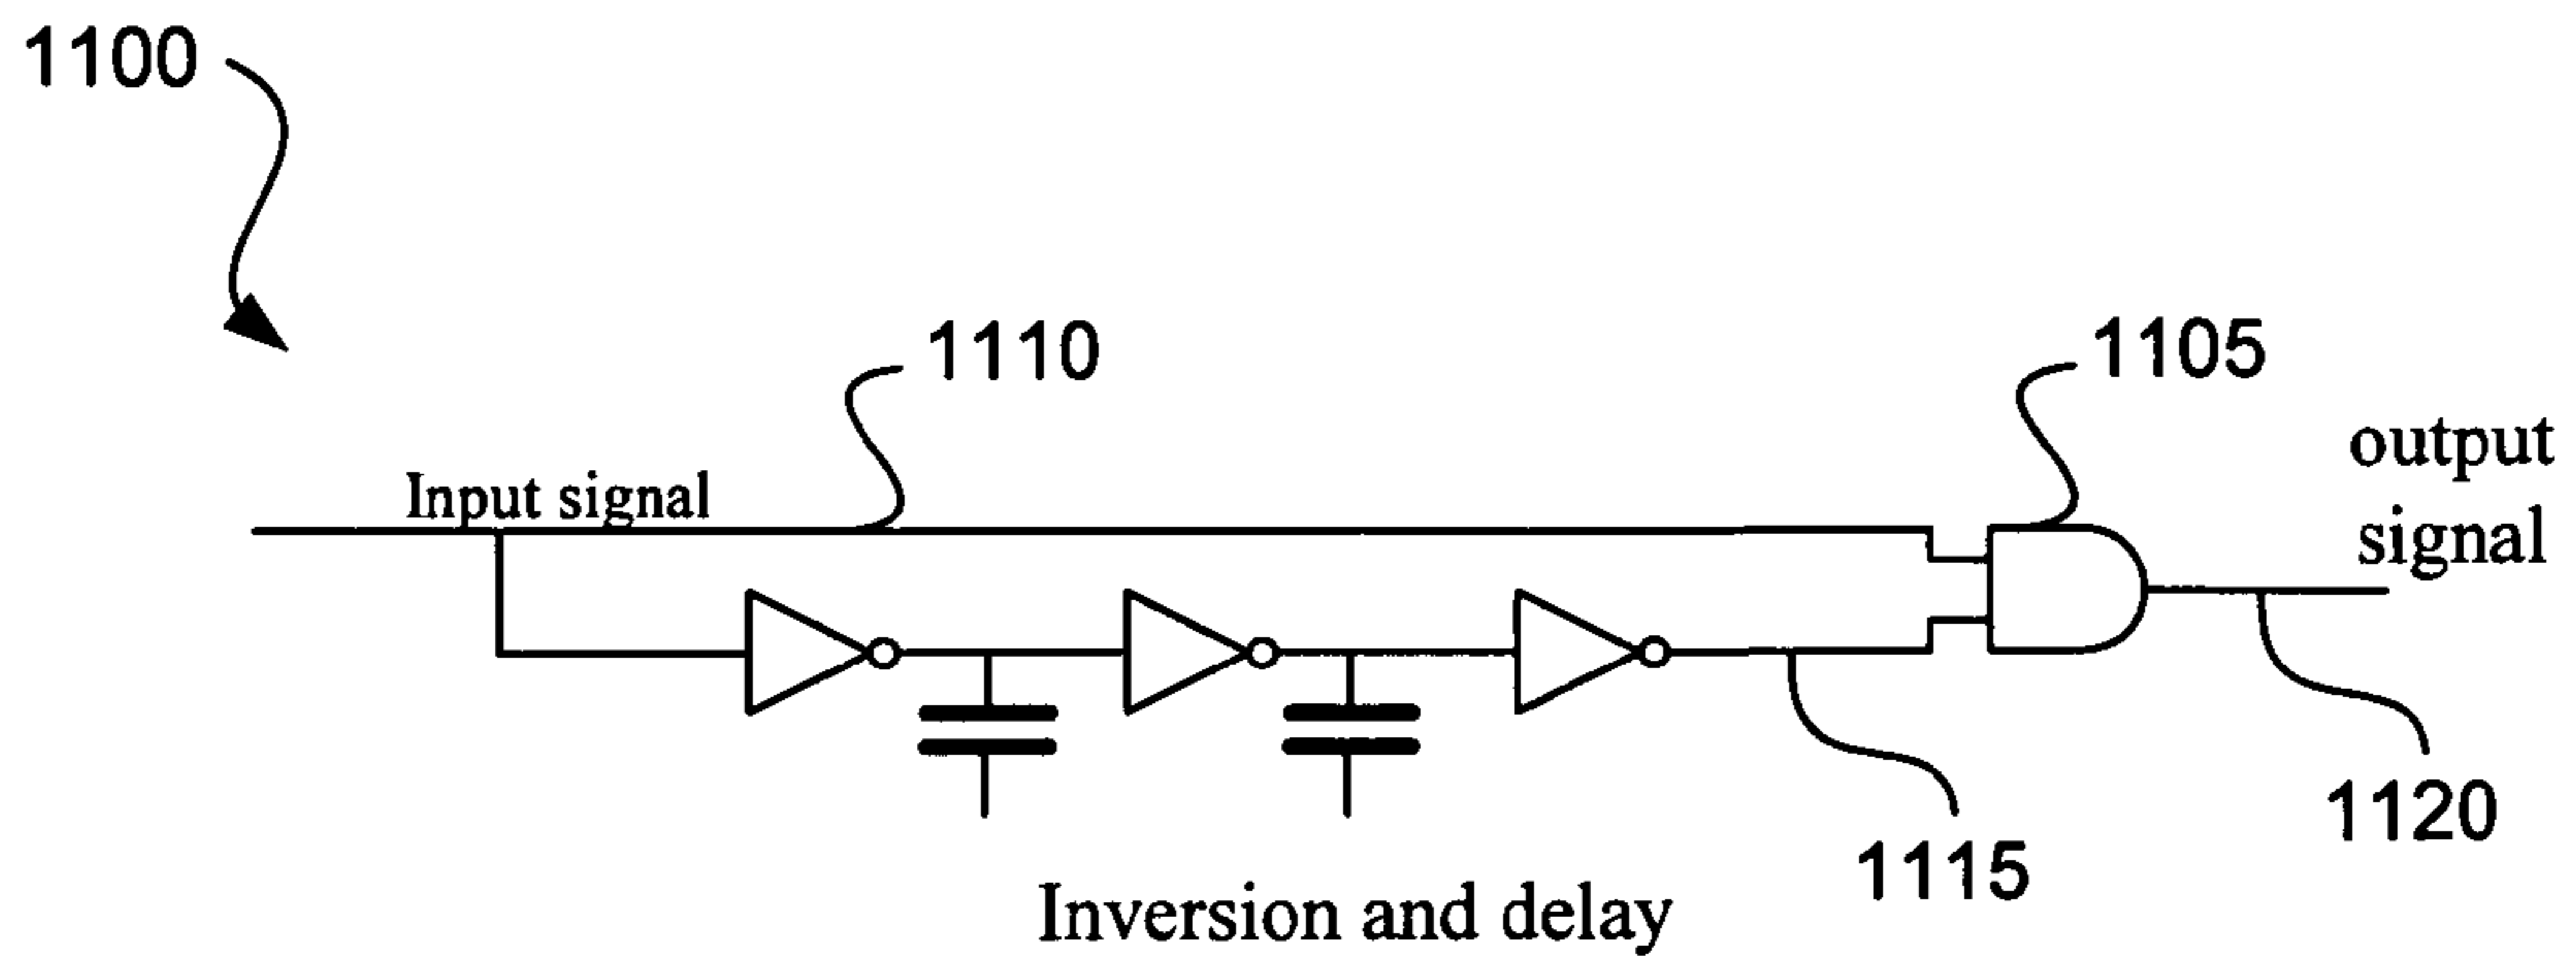 1100
1110
1105
output
signal
Input signal
1120
1115
Inversion and delay